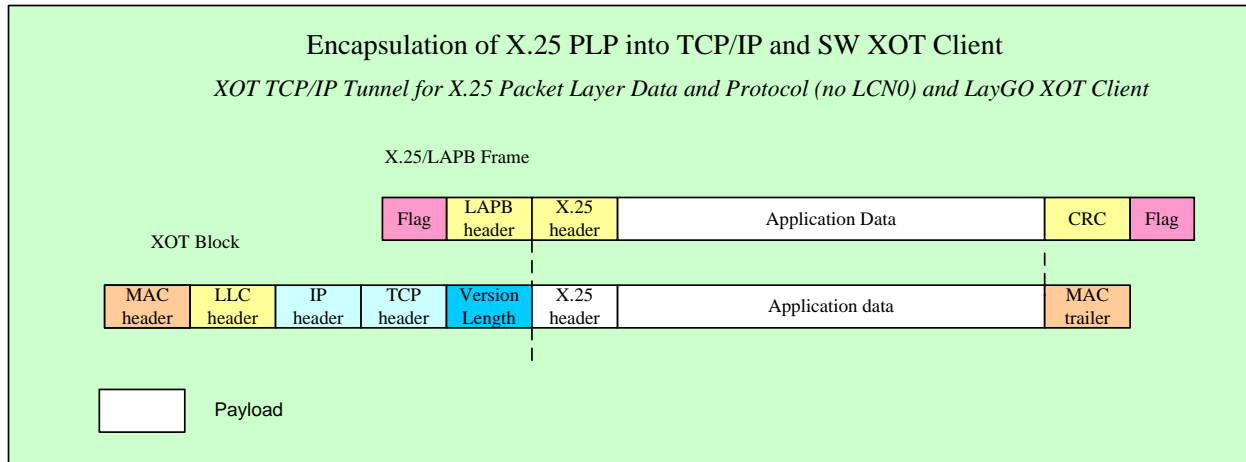 Encapsulation of X.25 PLP into TCP/IP and SW XOT Client
XOT TCP/IP Tunnel for X.25 Packet Layer Data and Protocol (no LCN0) and LayGO XOT Client
X.25/LAPB Frame
Flag
LAPB
header
X.25
header
Application Data
CRC
Flag
XOT Block
MAC
header
LLC
header
IP
header
TCP
header
Version
Length
X.25
header
Application data
MAC
trailer
Payload